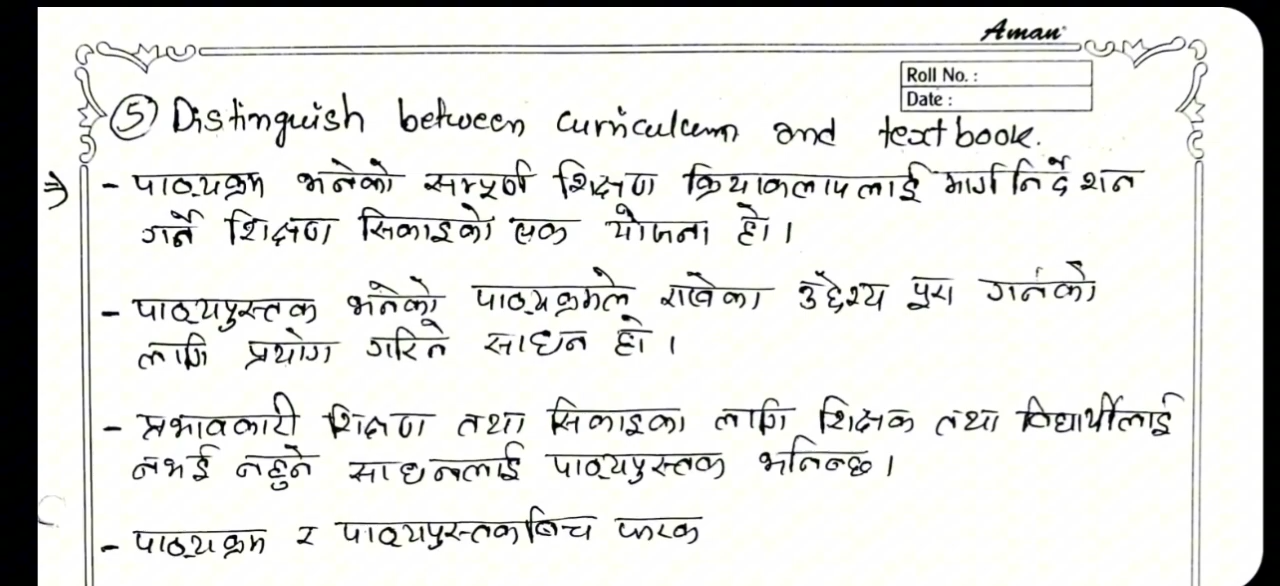 Aman
Roll No. :
Date :
⑤ Distinguish between curriculum and textbook.
⇒ - पाठ्यक्रम भनेको सम्पूर्ण शिक्षण क्रियाकलापलाई मार्गनिर्देशन
गर्ने शिक्षण सिकाइको एक योजना हो।
- पाठ्यपुस्तक भनेको पाठ्यक्रमले राखेका उद्देश्य पुरा गर्नको
लागि प्रयोग गरिने साधन हो।
- प्रभावकारी शिक्षण तथा सिकाइका लागि शिक्षक तथा विद्यार्थीलाई
नभई नहुने साधनलाई पाठ्यपुस्तक भनिन्छ।
- पाठ्यक्रम र पाठ्यपुस्तकबिच फरक